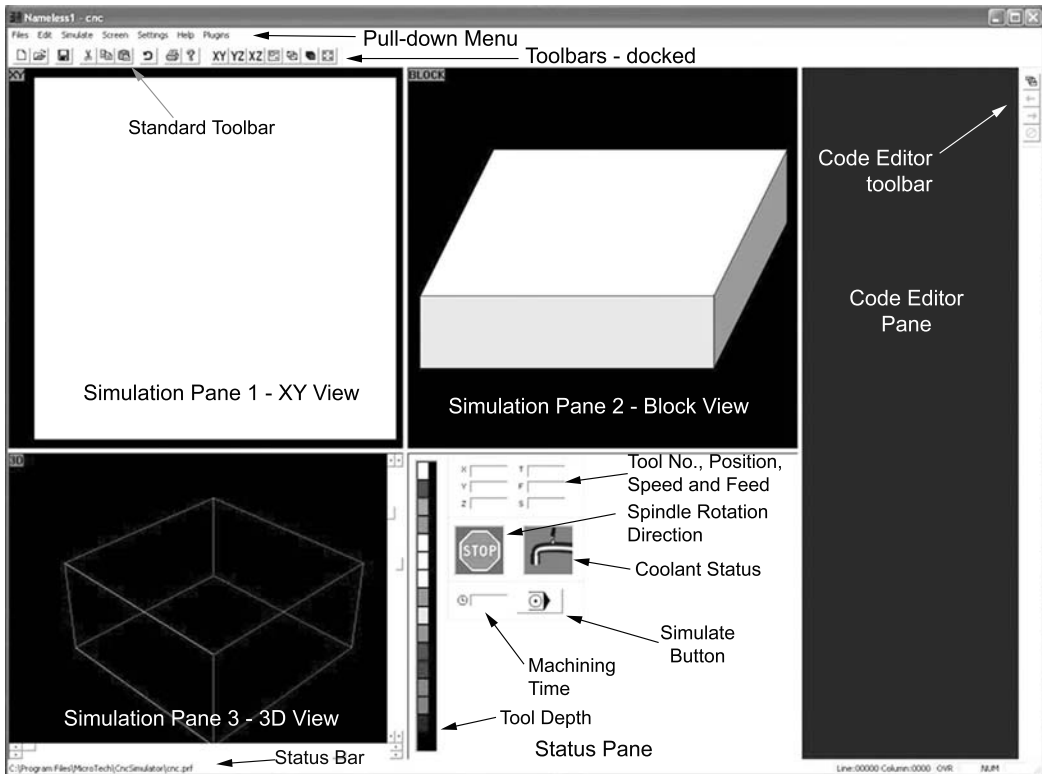 Nameless1 - cnc
Files Edit Simulate Screen Settings Help Plugins
Pull-down Menu
XY YZ XZ
Toolbars - docked
XY
BLOCK
Standard Toolbar
Code Editor
toolbar
Code Editor
Pane
Simulation Pane 1 - XY View
Simulation Pane 2 - Block View
3D
X T
Y F
Z S
Tool No., Position,
Speed and Feed
Spindle Rotation
Direction
STOP
Coolant Status
Simulate
Button
Machining
Time
Tool Depth
Simulation Pane 3 - 3D View
Status Pane
Status Bar
C:\Program Files\MicroTech\CncSimulator\cnc.prf
Line:00000 Column:0000 OVR NUM